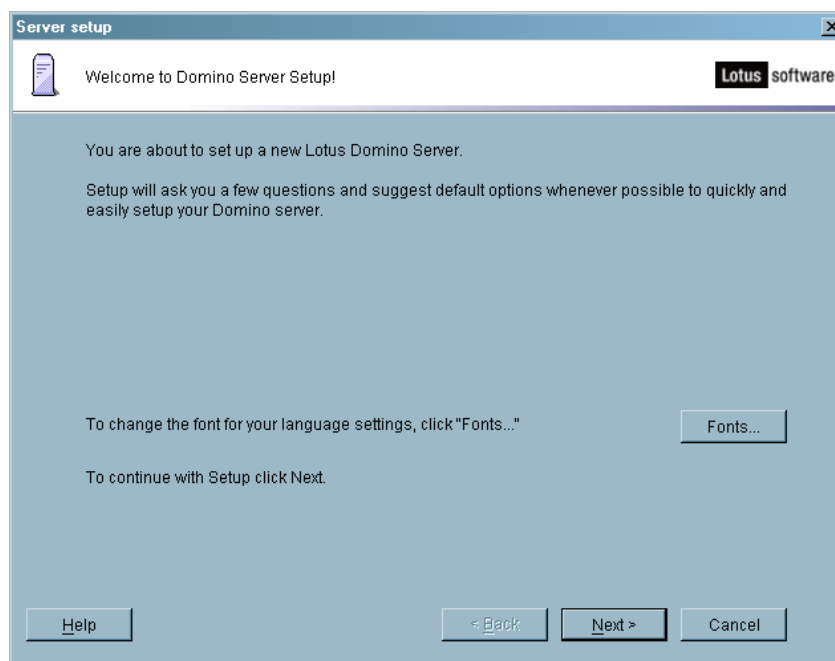 Server setup
Welcome to Domino Server Setup!
Lotus software
You are about to set up a new Lotus Domino Server.
Setup will ask you a few questions and suggest default options whenever possible to quickly and
easily setup your Domino server.
To change the font for your language settings, click "Fonts..."
Fonts...
To continue with Setup click Next.
Help
< Back
Next >
Cancel